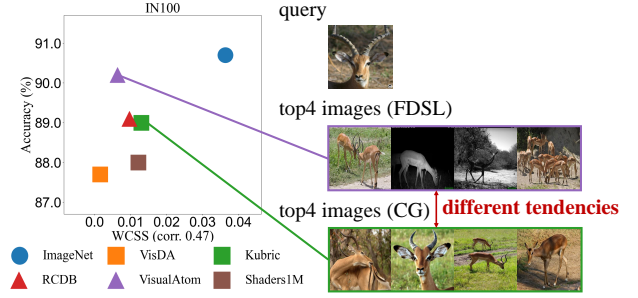 IN100
Accuracy (%)
91.0
90.0
89.0
88.0
87.0
0.0
0.01
0.02
0.03
0.04
WCSS (corr. 0.47)
ImageNet
VisDA
Kubric
RCDB
VisualAtom
Shaders1M
query
top4 images (FDSL)
top4 images (CG)
different tendencies